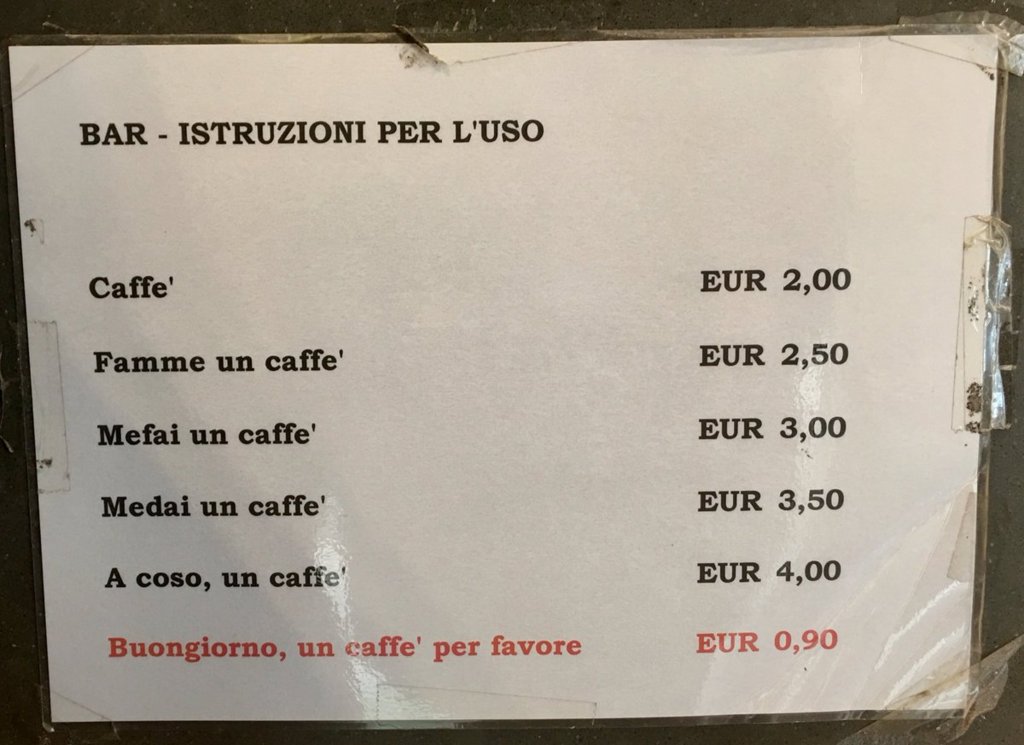 BAR - ISTRUZIONI PER L'USO
Caffe' EUR 2,00
Famme un caffe' EUR 2,50
Mefai un caffe' EUR 3,00
Medai un caffe' EUR 3,50
A coso, un caffe' EUR 4,00
Buongiorno, un caffe' per favore EUR 0,90